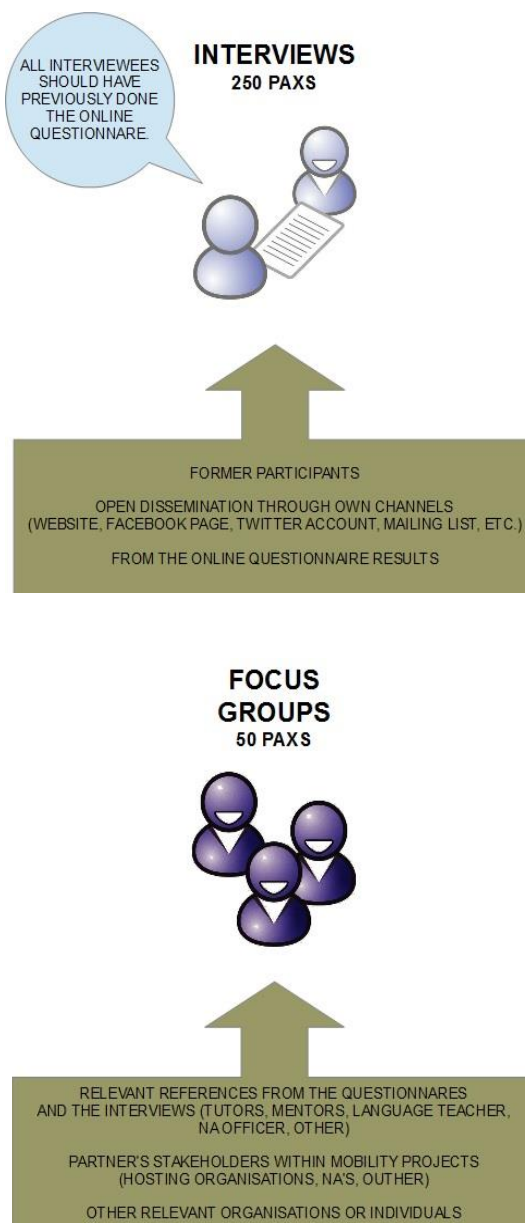 ALL INTERVIEWEES
SHOULD HAVE
PREVIOUSLY DONE
THE ONLINE
QUESTIONNARE.
INTERVIEWS
250 PAXS
FORMER PARTICIPANTS
OPEN DISSEMINATION THROUGH OWN CHANNELS
(WEBSITE, FACEBOOK PAGE, TWITTER ACCOUNT, MAILING LIST, ETC.)
FROM THE ONLINE QUESTIONNAIRE RESULTS
FOCUS
GROUPS
50 PAXS
RELEVANT REFERENCES FROM THE QUESTIONNARES
AND THE INTERVIEWS (TUTORS, MENTORS, LANGUAGE TEACHER,
NA OFFICER, OTHER)
PARTNER'S STAKEHOLDERS WITHIN MOBILITY PROJECTS
(HOSTING ORGANISATIONS, NA'S, OUTHER)
OTHER RELEVANT ORGANISATIONS OR INDIVIDUALS